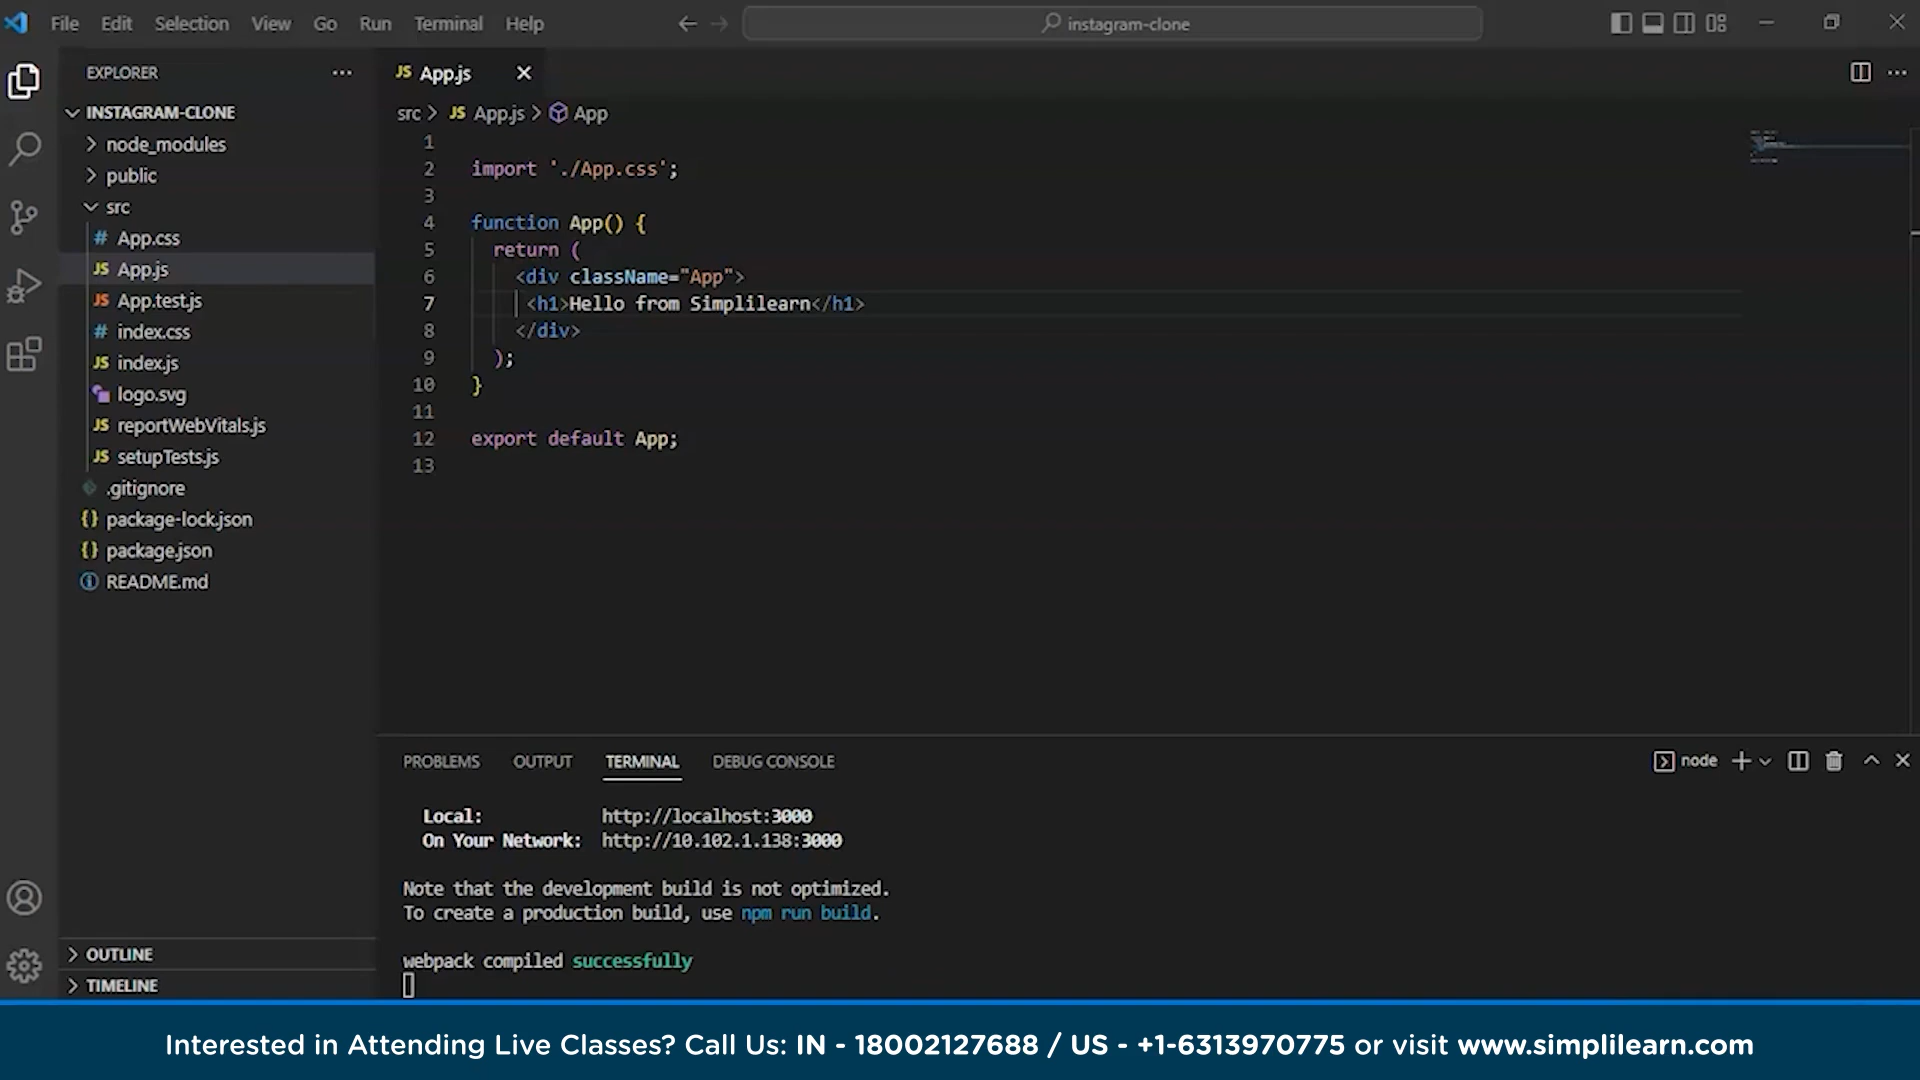 File Edit Selection View Go Run Terminal Help
instagram-clone
EXPLORER
INSTAGRAM-CLONE
node_modules
public
src
# App.css
JS App.js
JS App.test.js
# index.css
JS index.js
logo.svg
JS reportWebVitals.js
JS setupTests.js
.gitignore
{} package-lock.json
{} package.json
README.md
OUTLINE
TIMELINE
JS App.js
src > JS App.js > App
1
2 import './App.css';
3
4 function App() {
5 return (
6 <div className="App">
7 <h1>Hello from Simplilearn</h1>
8 </div>
9 );
10 }
11
12 export default App;
13
PROBLEMS OUTPUT TERMINAL DEBUG CONSOLE
node
Local: http://localhost:3000
On Your Network: http://10.102.1.138:3000
Note that the development build is not optimized.
To create a production build, use npm run build.
webpack compiled successfully
Interested in Attending Live Classes? Call Us: IN - 18002127688 / US - +1-6313970775 or visit www.simplilearn.com